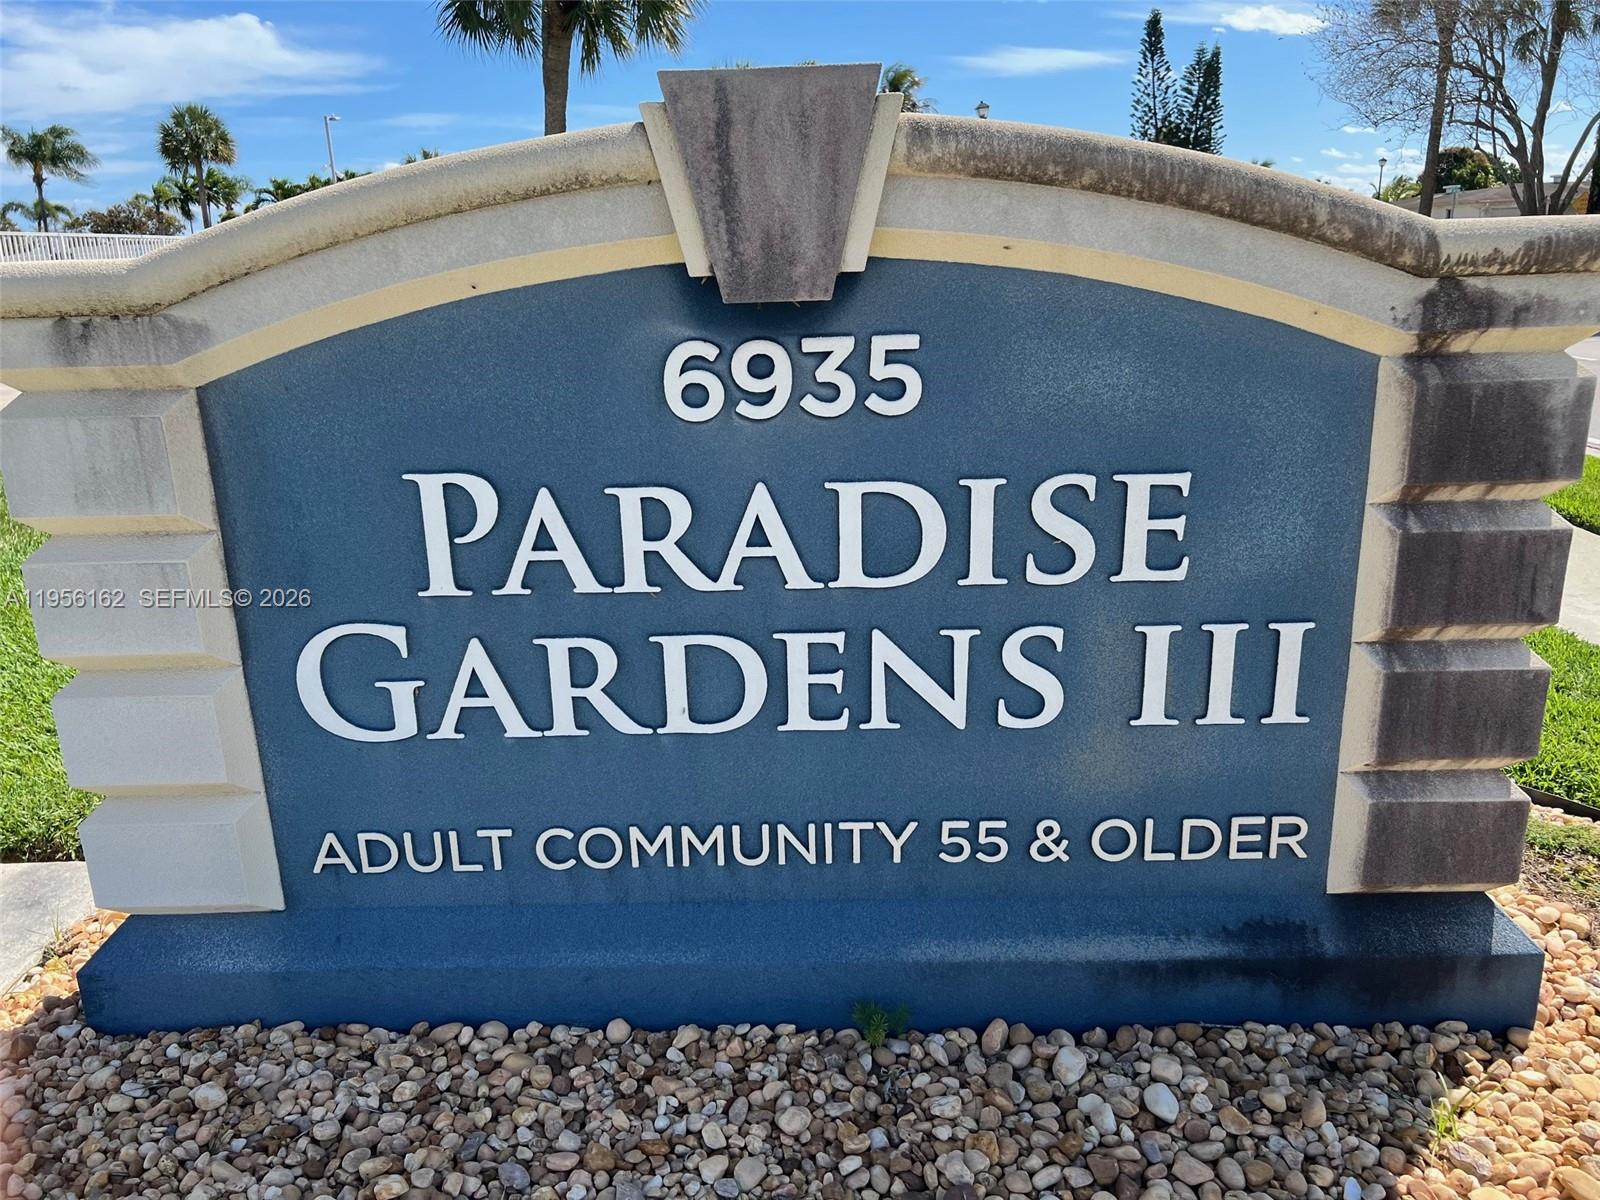 6935
PARADISE
GARDENS III
A11956162 SEFMLS© 2026
ADULT COMMUNITY 55 & OLDER